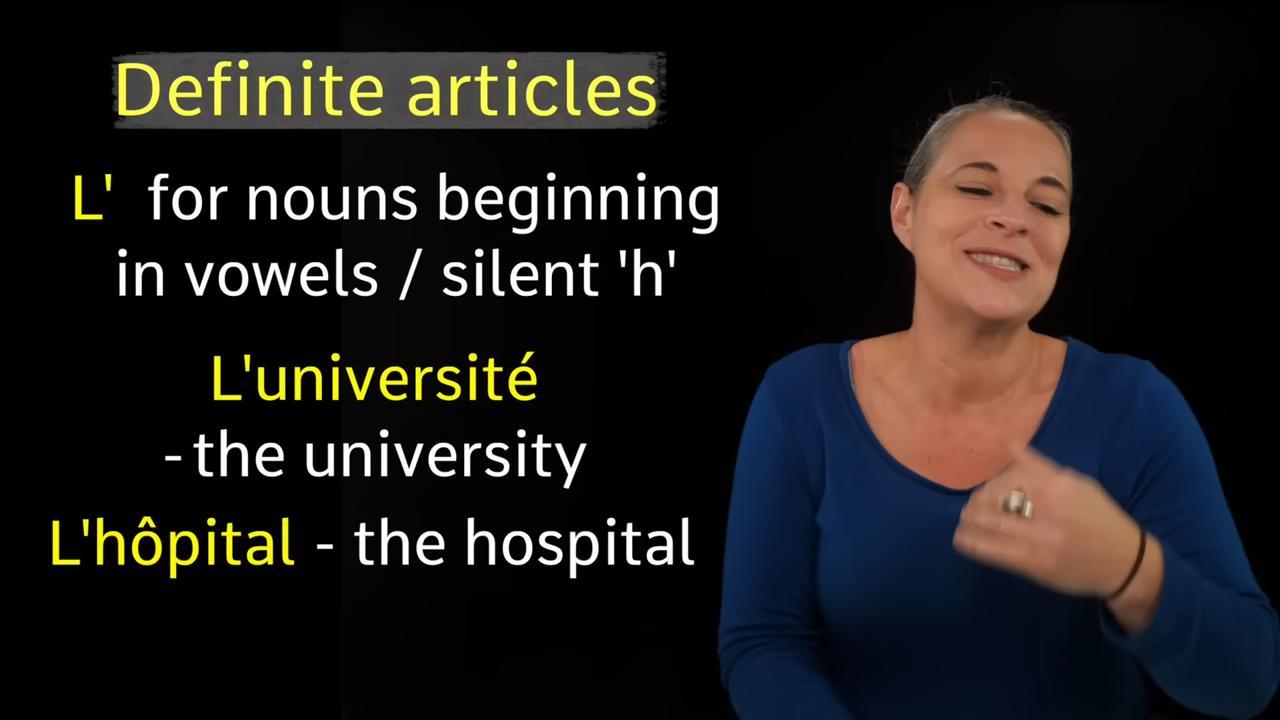 Definite articles
L' for nouns beginning
in vowels / silent 'h'
L'université
- the university
L'hôpital - the hospital